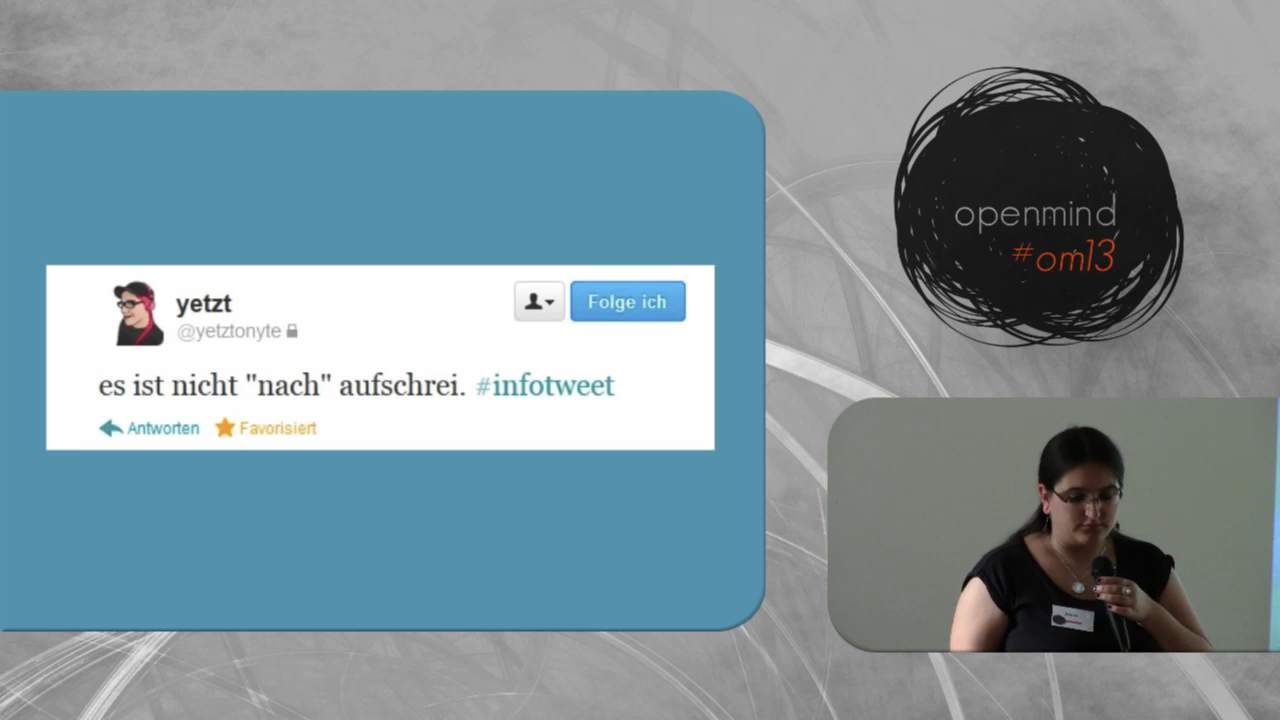 yetzt
@yetztonyte
Folge ich
es ist nicht "nach" aufschrei. #infotweet
Antworten
Favorisiert
openmind
#om13